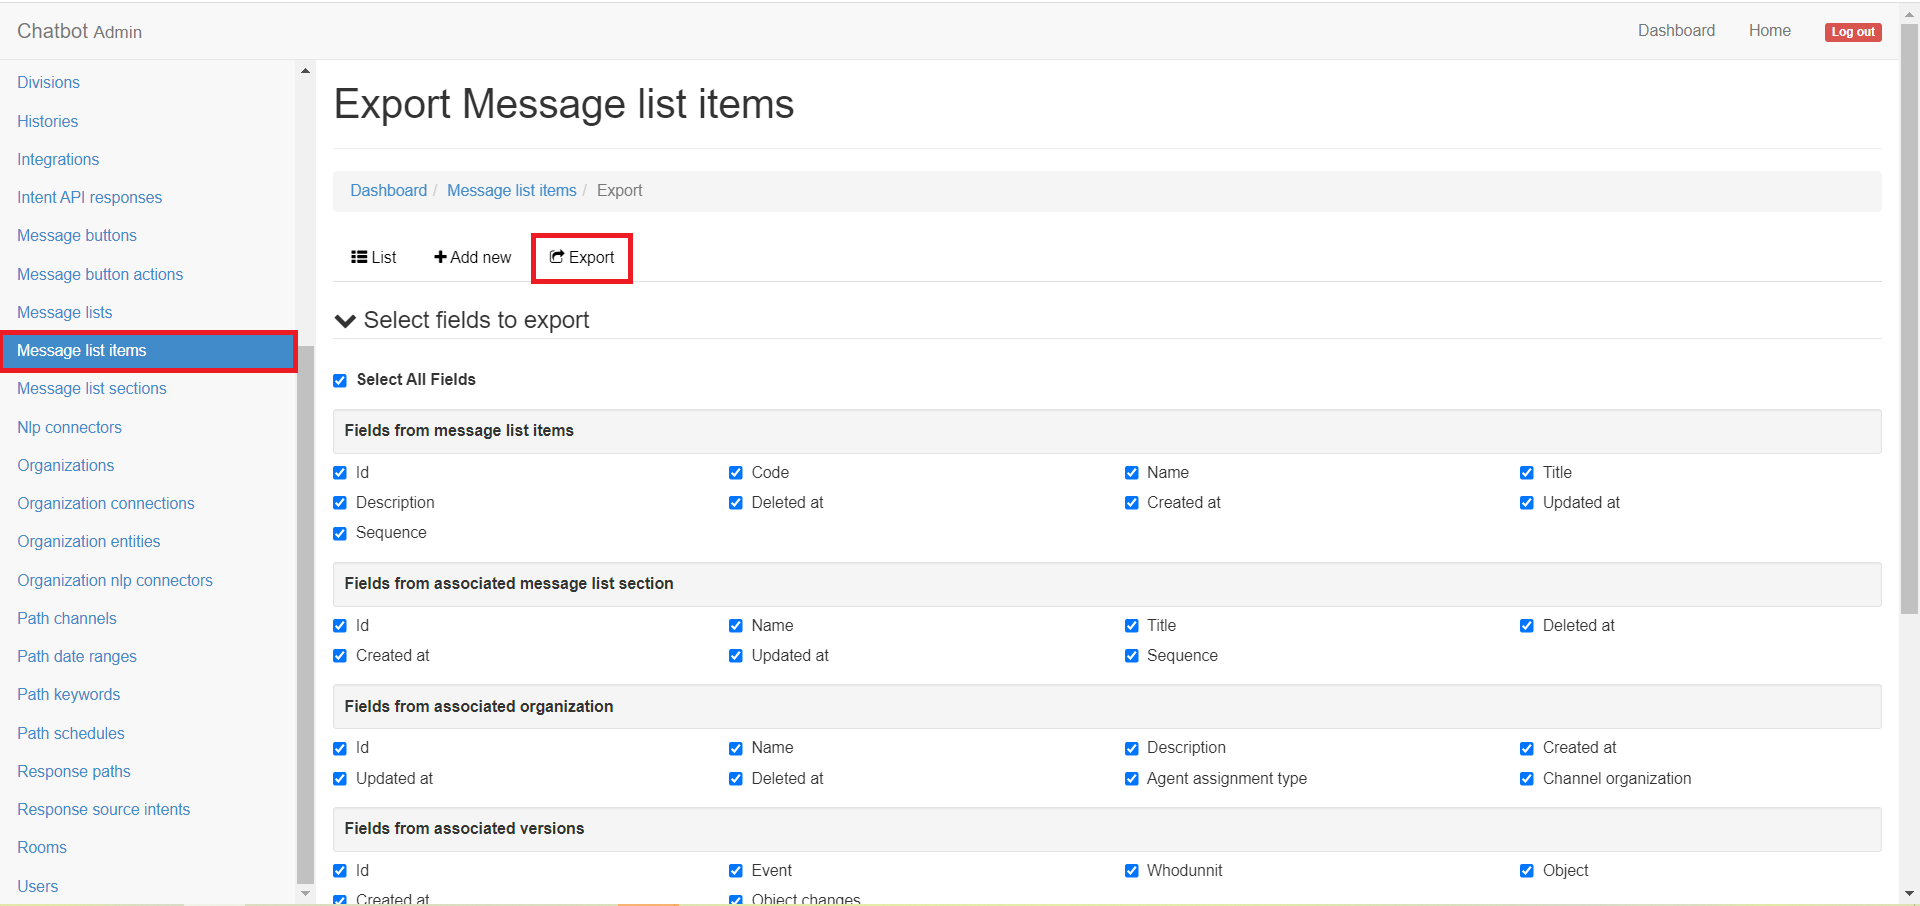 Chatbot Admin
Dashboard Home Log out
Divisions
Histories
Integrations
Intent API responses
Message buttons
Message button actions
Message lists
Message list items
Message list sections
Nlp connectors
Organizations
Organization connections
Organization entities
Organization nlp connectors
Path channels
Path date ranges
Path keywords
Path schedules
Response paths
Response source intents
Rooms
Users
Export Message list items
Dashboard / Message list items / Export
List Add new Export
Select fields to export
Select All Fields
Fields from message list items
Id Code Name Title
Description Deleted at Created at Updated at
Sequence
Fields from associated message list section
Id Name Title Deleted at
Created at Updated at Sequence
Fields from associated organization
Id Name Description Created at
Updated at Deleted at Agent assignment type Channel organization
Fields from associated versions
Id Event Whodunnit Object
Created at Object changes